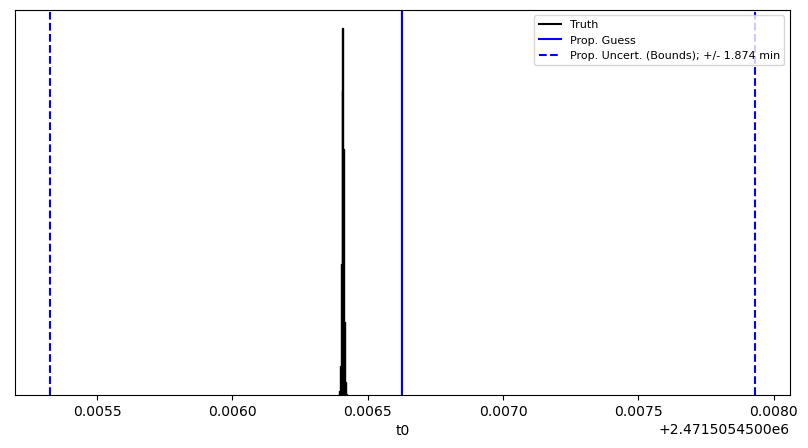 Truth
Prop. Guess
Prop. Uncert. (Bounds); +/- 1.874 min
0.0055 0.0060 0.0065 0.0070 0.0075 0.0080
t0
+2.4715054500e6